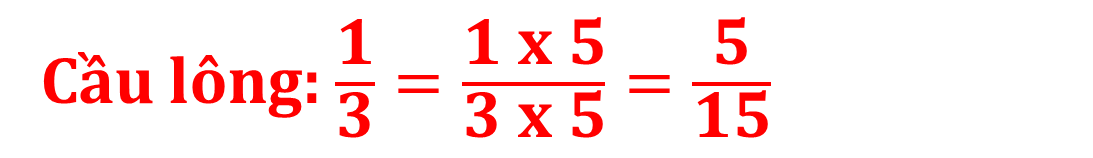 Cầu lông: 1/3 = 1 x 5/3 x 5 = 5/15